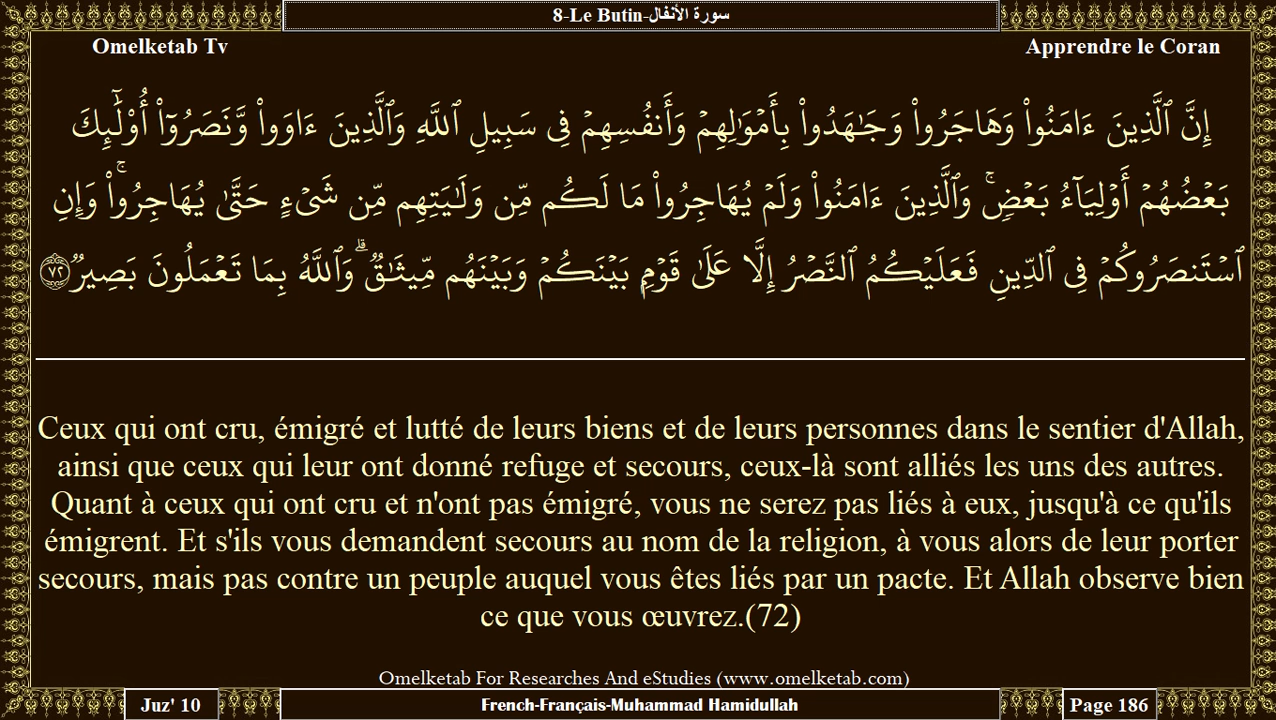 8-Le Butin-سورة الأنفال
Omelketab Tv
Apprendre le Coran
إِنَّ ٱلَّذِينَ ءَامَنُوا۟ وَهَاجَرُوا۟ وَجَـٰهَدُوا۟ بِأَمْوَٰلِهِمْ وَأَنفُسِهِمْ فِى سَبِيلِ ٱللَّهِ وَٱلَّذِينَ ءَاوَوا۟ وَّنَصَرُوٓا۟ أُو۟لَـٰٓئِكَ
بَعْضُهُمْ أَوْلِيَآءُ بَعْضٍ ۚ وَٱلَّذِينَ ءَامَنُوا۟ وَلَمْ يُهَاجِرُوا۟ مَا لَكُم مِّن وَلَـٰيَتِهِم مِّن شَىْءٍ حَتَّىٰ يُهَاجِرُوا۟ ۚ وَإِنِ
ٱسْتَنصَرُوكُمْ فِى ٱلدِّينِ فَعَلَيْكُمُ ٱلنَّصْرُ إِلَّا عَلَىٰ قَوْمٍۭ بَيْنَكُمْ وَبَيْنَهُم مِّيثَـٰقٌ ۗ وَٱللَّهُ بِمَا تَعْمَلُونَ بَصِيرٌ ﴿٧٢﴾
Ceux qui ont cru, émigré et lutté de leurs biens et de leurs personnes dans le sentier d'Allah,
ainsi que ceux qui leur ont donné refuge et secours, ceux-là sont alliés les uns des autres.
Quant à ceux qui ont cru et n'ont pas émigré, vous ne serez pas liés à eux, jusqu'à ce qu'ils
émigrent. Et s'ils vous demandent secours au nom de la religion, à vous alors de leur porter
secours, mais pas contre un peuple auquel vous êtes liés par un pacte. Et Allah observe bien
ce que vous œuvrez.(72)
Omelketab For Researches And eStudies (www.omelketab.com)
Juz' 10
French-Français-Muhammad Hamidullah
Page 186